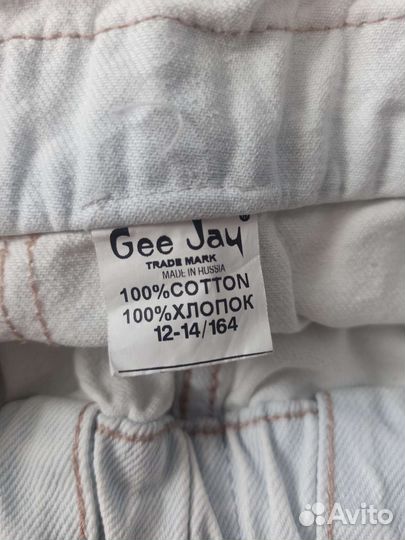 Gee Jay®
TRADE MARK
MADE IN RUSSIA
100%COTTON
100%ХЛОПОК
12-14/164
Avito